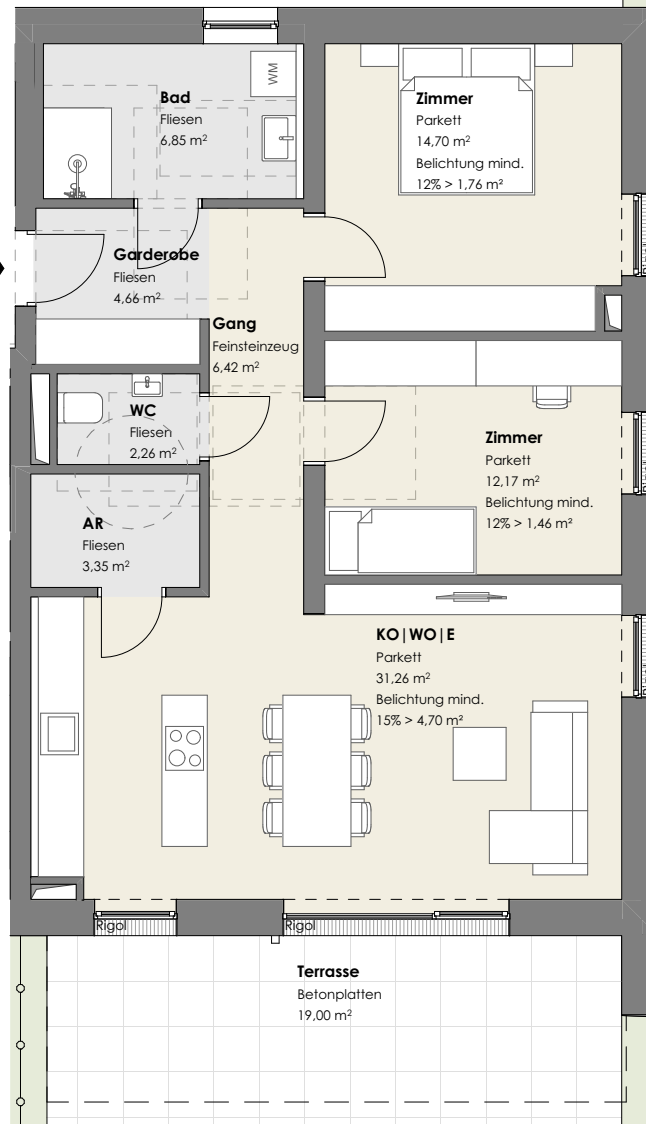 WM
Bad
Fliesen
6,85 m²
Zimmer
Parkett
14,70 m²
Belichtung mind.
12% > 1,76 m²
Garderobe
Fliesen
4,66 m²
Gang
Feinsteinzeug
6,42 m²
WC
Fliesen
2,26 m²
Zimmer
Parkett
12,17 m²
Belichtung mind.
12% > 1,46 m²
AR
Fliesen
3,35 m²
KO|WO|E
Parkett
31,26 m²
Belichtung mind.
15% > 4,70 m²
Rigol
Rigol
Terrasse
Betonplatten
19,00 m²